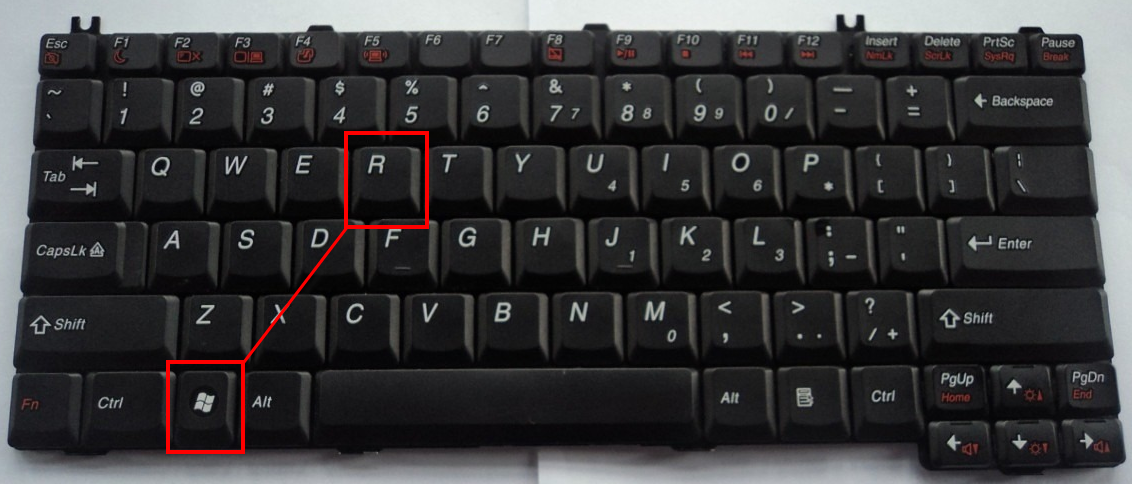 Esc F1 F2 F3 F4 F5 F6 F7 F8 F9 F10 F11 F12 Insert Delete PrtSc Pause
NmLk ScrLk SysRq Break
~ ! @ # $ % ^ & * ( ) — +
` 1 2 3 4 5 6 7 7 8 8 9 9 0 / - = Backspace
Tab Q W E R T Y U 4 I 5 O 6 P * { [ } ] | \
CapsLk A S D F G H J 1 K 2 L 3 : ; - " ' Enter
Shift Z X C V B N M 0 < , > . . ? / + Shift
Fn Ctrl Alt Alt Ctrl PgUp PgDn
Home End